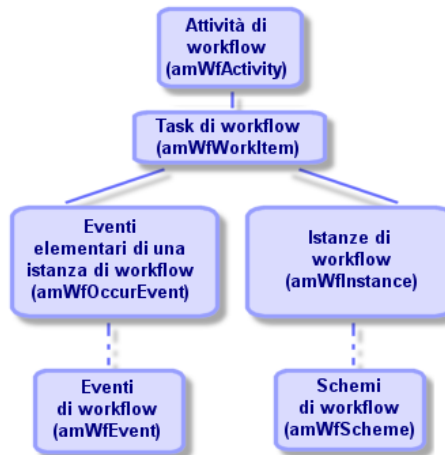 Attività di
workflow
(amWfActivity)
Task di workflow
(amWfWorkItem)
Eventi
elementari di una
istanza di workflow
(amWfOccurEvent)
Istanze di
workflow
(amWfInstance)
Eventi
di workflow
(amWfEvent)
Schemi
di workflow
(amWfScheme)